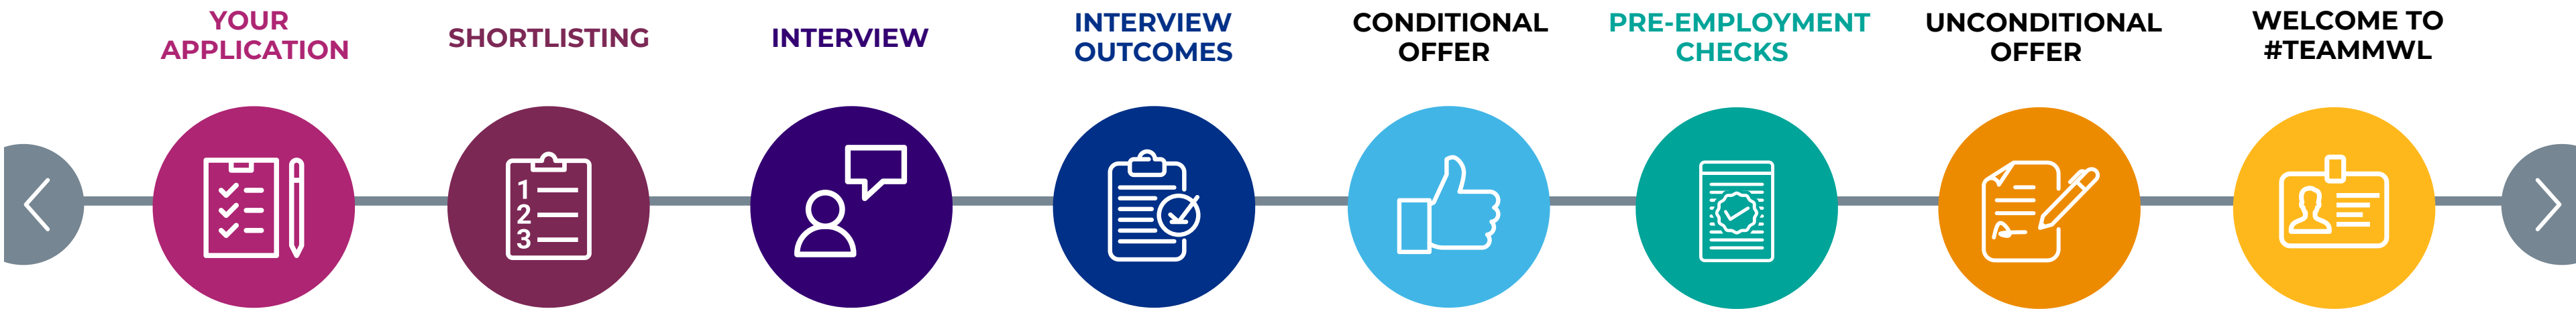 YOUR
APPLICATION
SHORTLISTING
INTERVIEW
INTERVIEW
OUTCOMES
CONDITIONAL
OFFER
PRE-EMPLOYMENT
CHECKS
UNCONDITIONAL
OFFER
WELCOME TO
#TEAMMWL
1
2
3